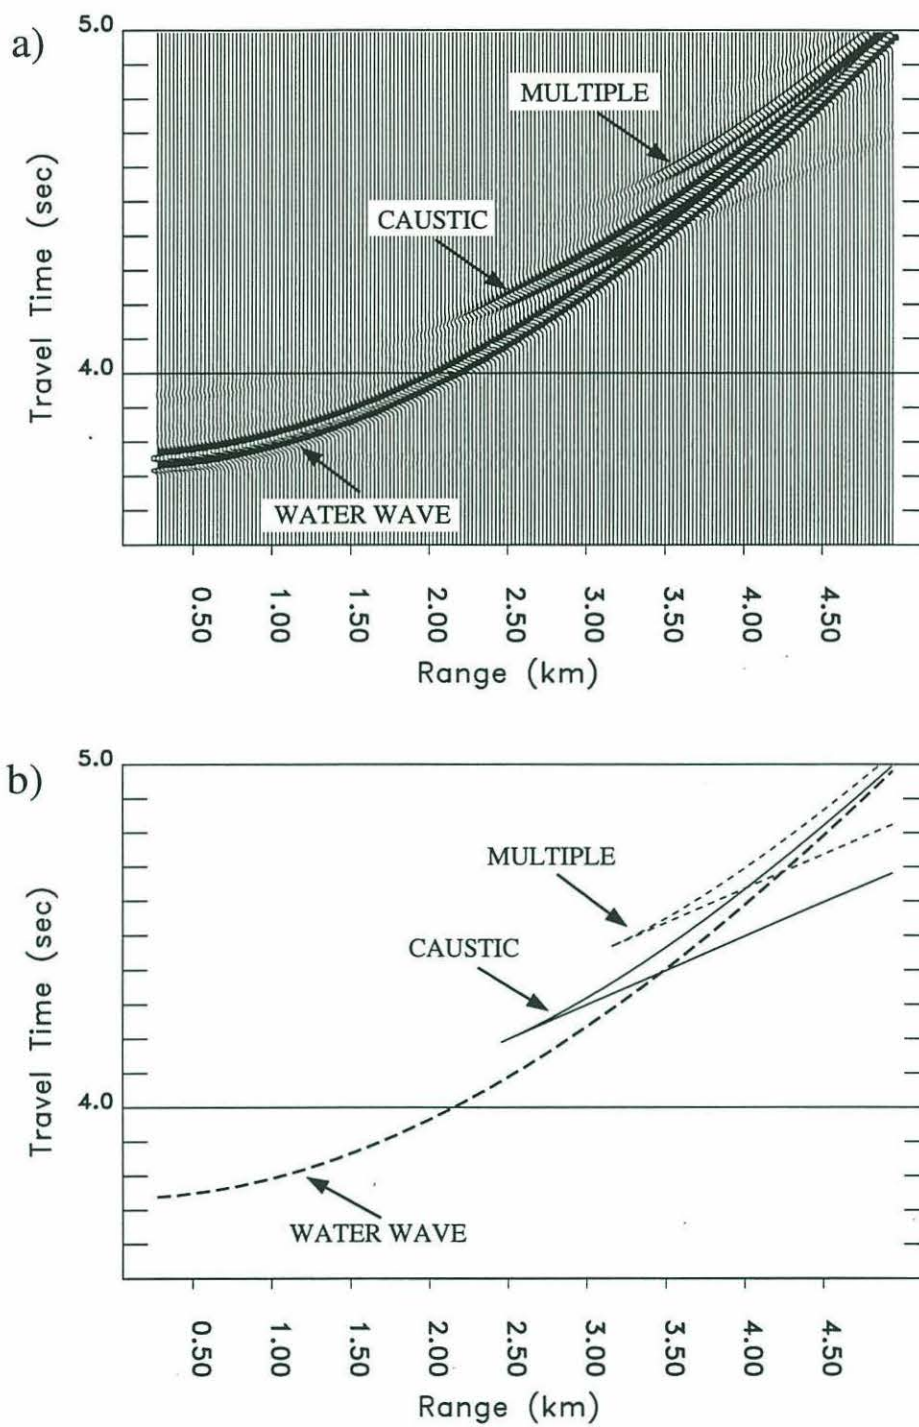 a)
5.0
MULTIPLE
CAUSTIC
4.0
WATER WAVE
Travel Time (sec)
0.50 1.00 1.50 2.00 2.50 3.00 3.50 4.00 4.50
Range (km)
b)
5.0
MULTIPLE
CAUSTIC
4.0
WATER WAVE
Travel Time (sec)
0.50 1.00 1.50 2.00 2.50 3.00 3.50 4.00 4.50
Range (km)